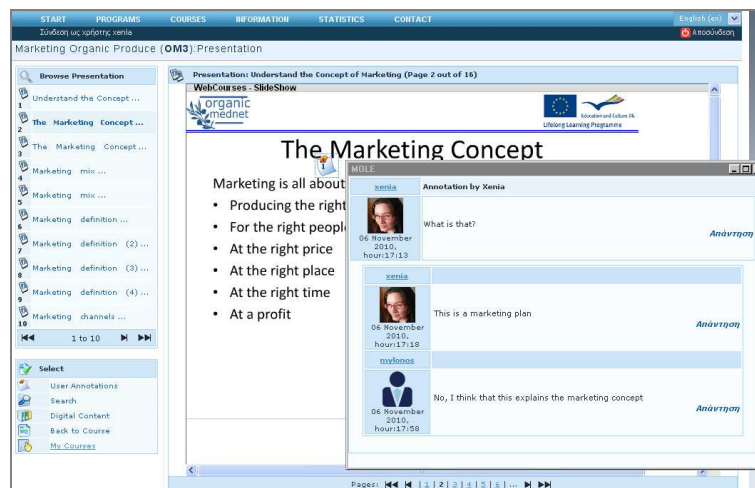 START PROGRAMS COURSES INFORMATION STATISTICS CONTACT English (en)
Σύνδεση ως χρήστης xenia Αποσύνδεση
Marketing Organic Produce (OM3):Presentation
Browse Presentation
1 Understand the Concept ...
2 The Marketing Concept ...
3 The Marketing Concept ...
4 Marketing mix ...
5 Marketing mix ...
6 Marketing definition ...
7 Marketing definition (2) ...
8 Marketing definition (3) ...
9 Marketing definition (4) ...
10 Marketing channels ...
1 to 10
Select
User Annotations
Search
Digital Content
Back to Course
My Courses
Presentation: Understand the Concept of Marketing (Page 2 out of 16)
WebCourses - SlideShow
organic
mednet
Education and Culture DG
Lifelong Learning Programme
The Marketing Concept
1
Marketing is all about
• Producing the right
• For the right people
• At the right price
• At the right place
• At the right time
• At a profit
MOLE
xenia Annotation by Xenia
What is that?
06 November
2010,
hour:17:13
Απάντηση
xenia
This is a marketing plan
06 November
2010,
hour:17:18
Απάντηση
mylonos
No, I think that this explains the marketing concept
06 November
2010,
hour:17:58
Απάντηση
Pages: | 1 | 2 | 3 | 4 | 5 | 6 | ...